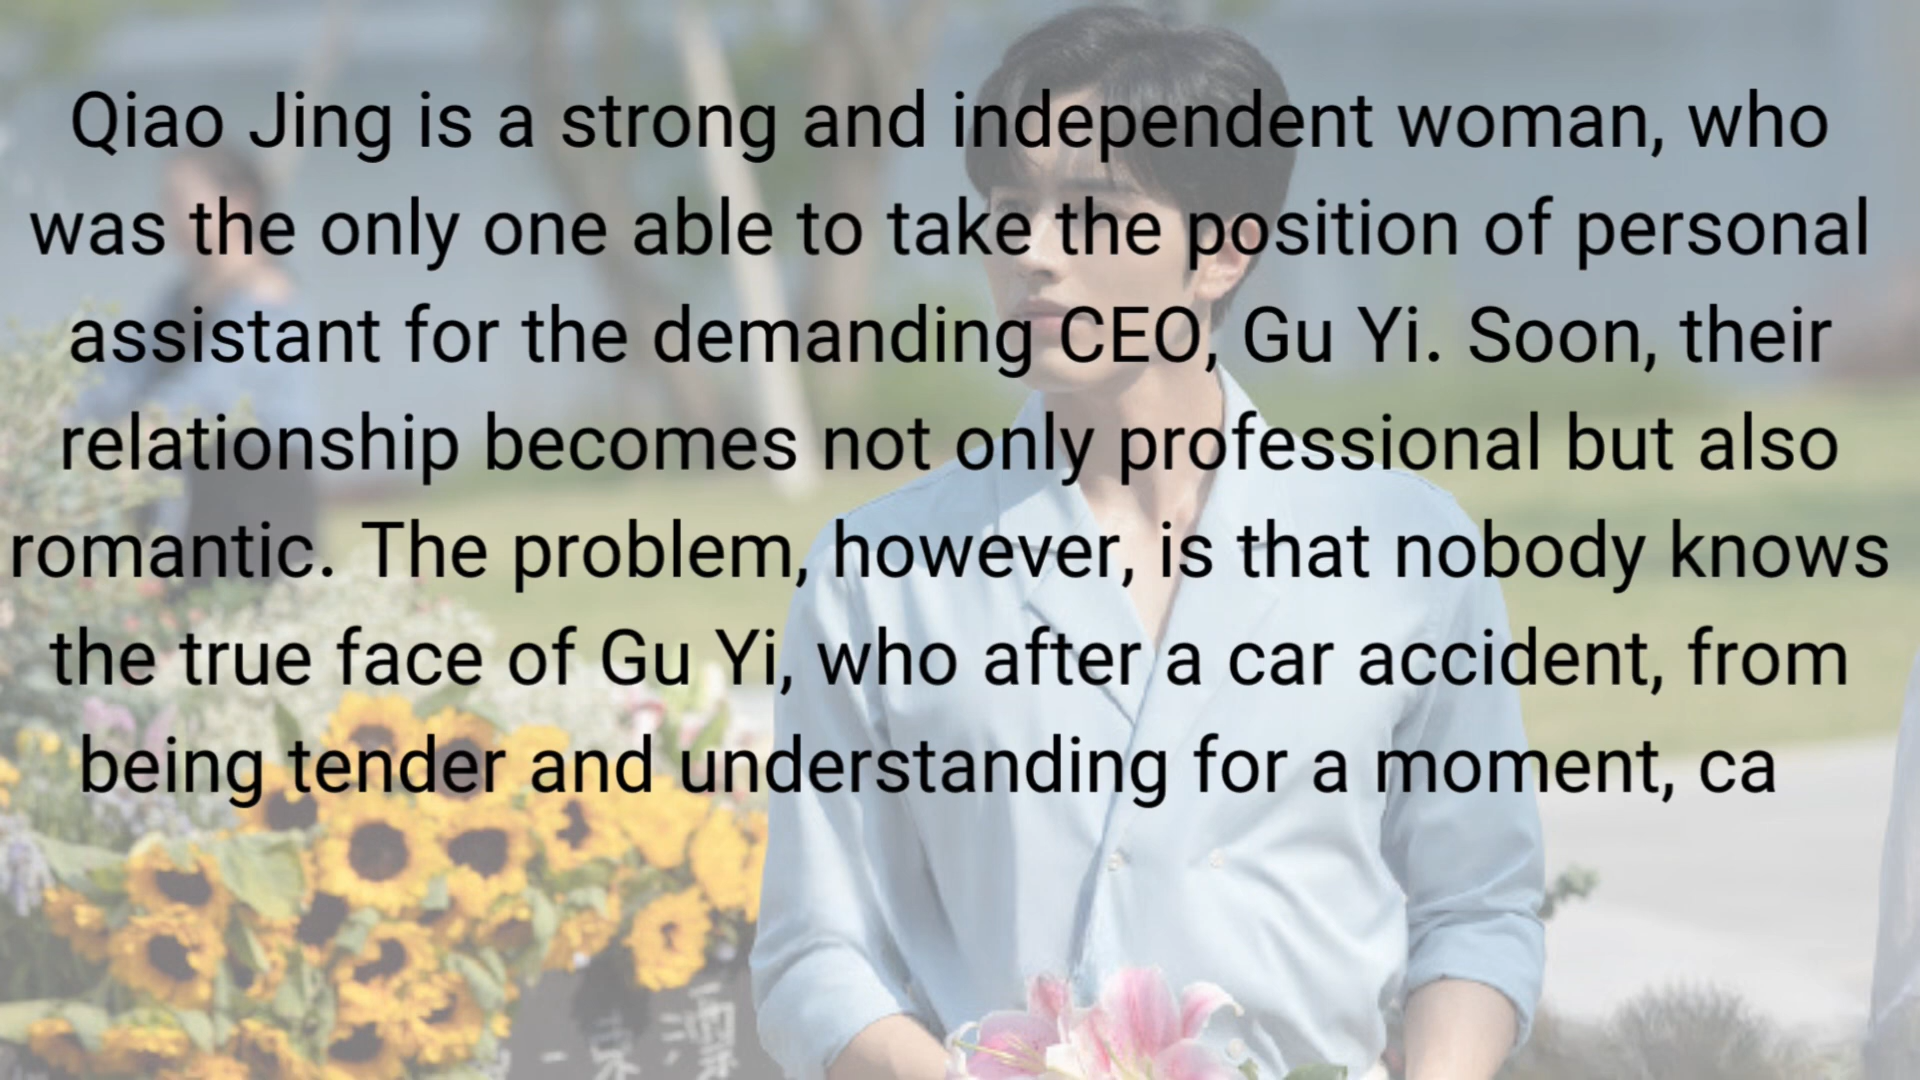 Qiao Jing is a strong and independent woman, who
was the only one able to take the position of personal
assistant for the demanding CEO, Gu Yi. Soon, their
relationship becomes not only professional but also
romantic. The problem, however, is that nobody knows
the true face of Gu Yi, who after a car accident, from
being tender and understanding for a moment, ca